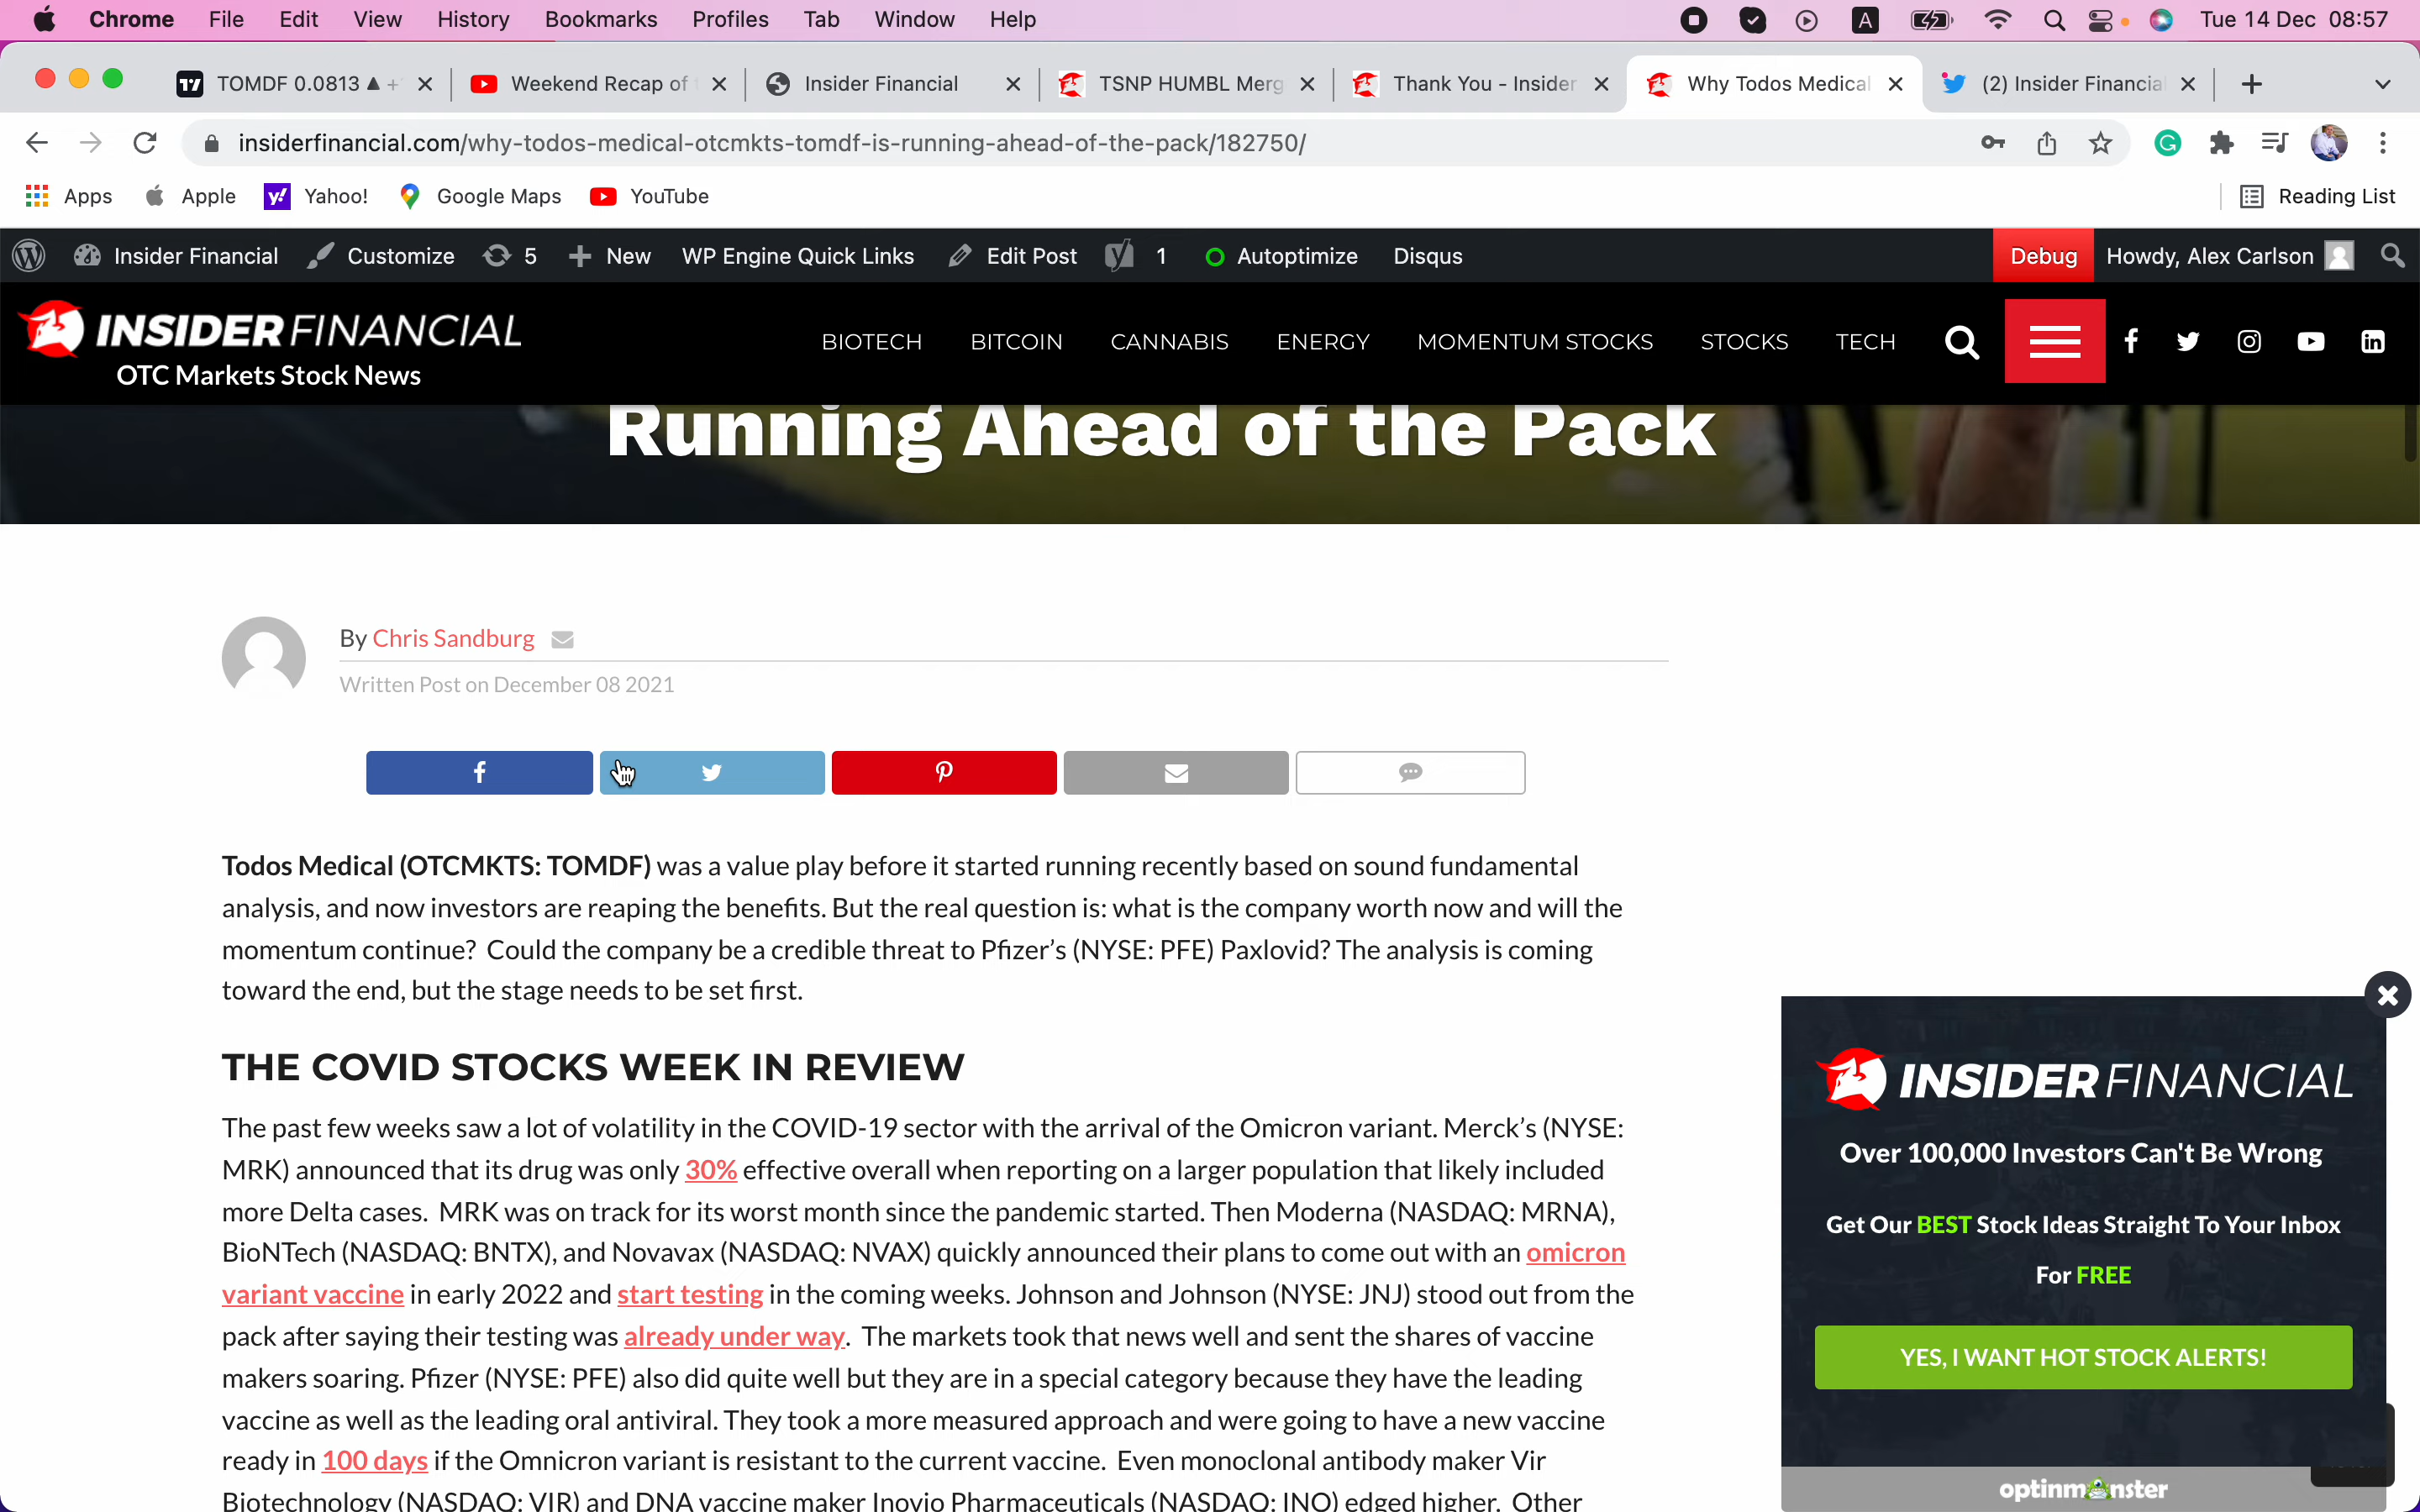 Chrome File Edit View History Bookmarks Profiles Tab Window Help A Tue 14 Dec 08:57
TOMDF 0.0813 ▲ + Weekend Recap of Insider Financial TSNP HUMBL Merg Thank You - Insider Why Todos Medical (2) Insider Financia
insiderfinancial.com/why-todos-medical-otcmkts-tomdf-is-running-ahead-of-the-pack/182750/
Apps Apple Yahoo! Google Maps YouTube Reading List
Insider Financial Customize 5 New WP Engine Quick Links Edit Post 1 Autoptimize Disqus Debug Howdy, Alex Carlson
INSIDER FINANCIAL
OTC Markets Stock News
BIOTECH BITCOIN CANNABIS ENERGY MOMENTUM STOCKS STOCKS TECH
Running Ahead of the Pack
By Chris Sandburg
Written Post on December 08 2021
Todos Medical (OTCMKTS: TOMDF) was a value play before it started running recently based on sound fundamental
analysis, and now investors are reaping the benefits. But the real question is: what is the company worth now and will the
momentum continue? Could the company be a credible threat to Pfizer's (NYSE: PFE) Paxlovid? The analysis is coming
toward the end, but the stage needs to be set first.
THE COVID STOCKS WEEK IN REVIEW
The past few weeks saw a lot of volatility in the COVID-19 sector with the arrival of the Omicron variant. Merck's (NYSE:
MRK) announced that its drug was only 30% effective overall when reporting on a larger population that likely included
more Delta cases. MRK was on track for its worst month since the pandemic started. Then Moderna (NASDAQ: MRNA),
BioNTech (NASDAQ: BNTX), and Novavax (NASDAQ: NVAX) quickly announced their plans to come out with an omicron
variant vaccine in early 2022 and start testing in the coming weeks. Johnson and Johnson (NYSE: JNJ) stood out from the
pack after saying their testing was already under way. The markets took that news well and sent the shares of vaccine
makers soaring. Pfizer (NYSE: PFE) also did quite well but they are in a special category because they have the leading
vaccine as well as the leading oral antiviral. They took a more measured approach and were going to have a new vaccine
ready in 100 days if the Omnicron variant is resistant to the current vaccine. Even monoclonal antibody maker Vir
Biotechnology (NASDAQ: VIR) and DNA vaccine maker Inovio Pharmaceuticals (NASDAQ: INO) edged higher. Other
INSIDER FINANCIAL
Over 100,000 Investors Can't Be Wrong
Get Our BEST Stock Ideas Straight To Your Inbox
For FREE
YES, I WANT HOT STOCK ALERTS!
optinmonster